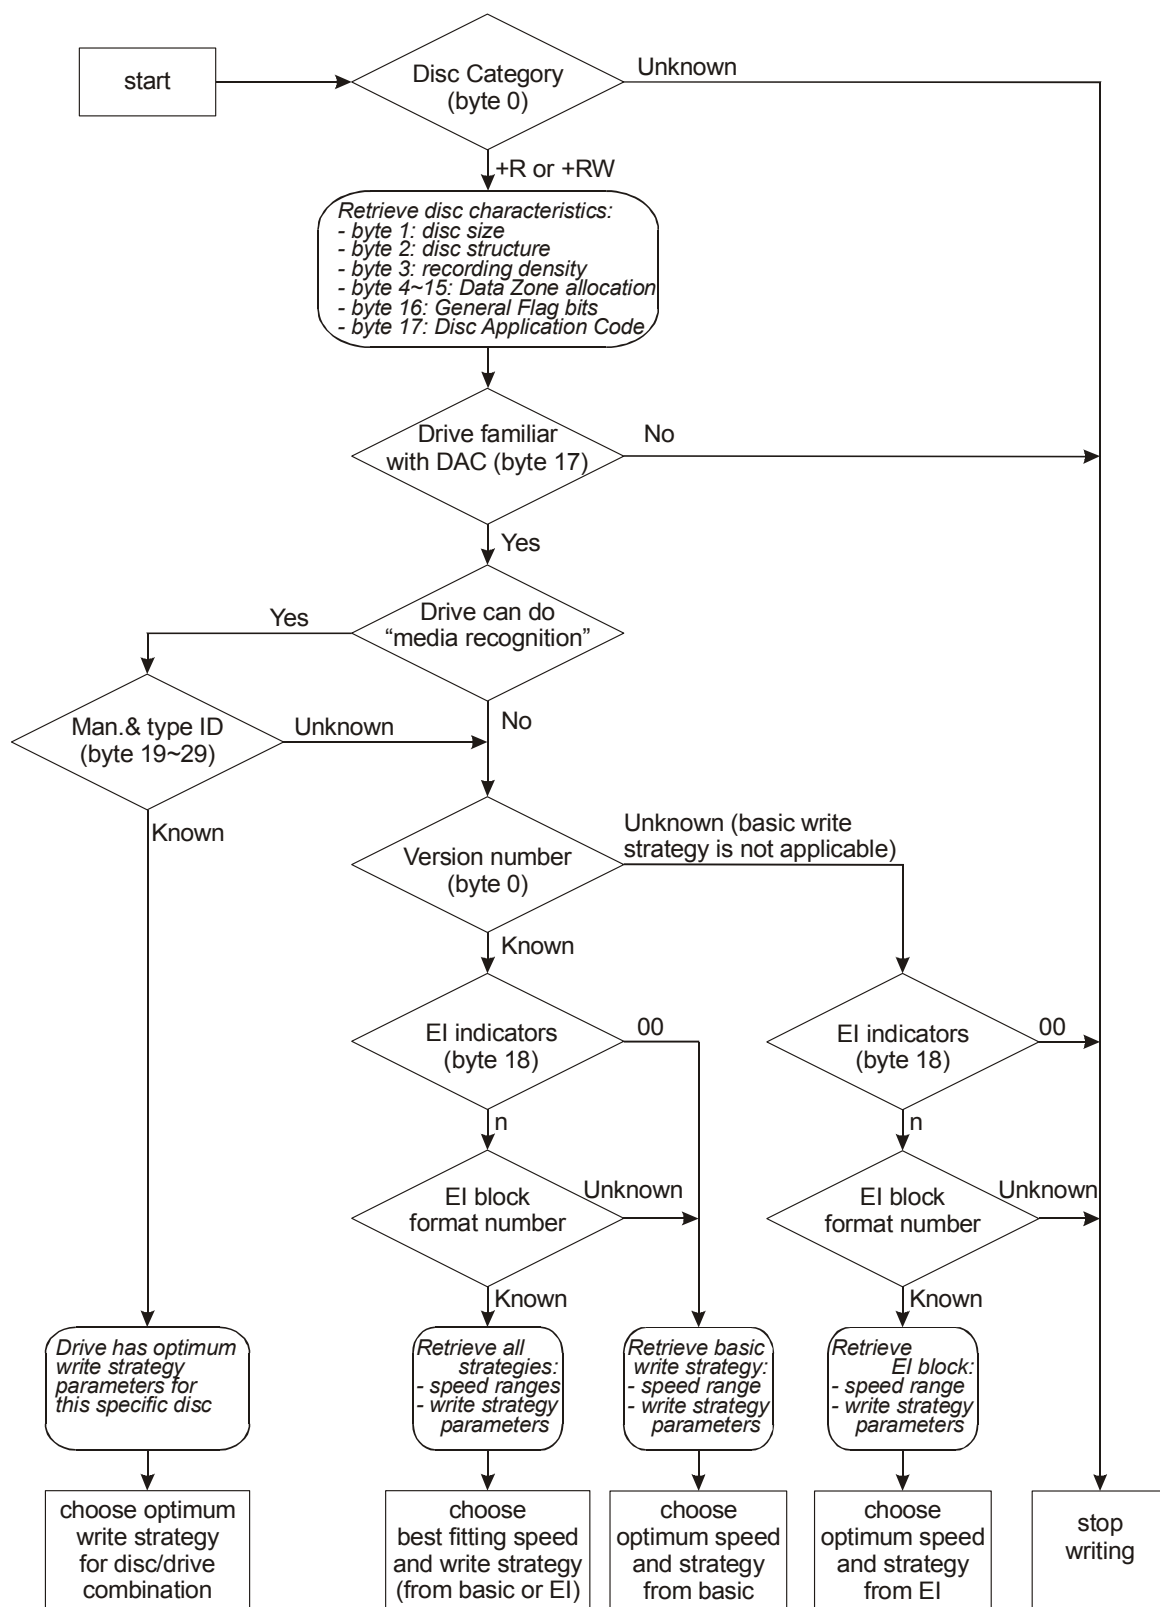 start
Disc Category
(byte 0)
Unknown
+R or +RW
Retrieve disc characteristics:
- byte 1: disc size
- byte 2: disc structure
- byte 3: recording density
- byte 4~15: Data Zone allocation
- byte 16: General Flag bits
- byte 17: Disc Application Code
Drive familiar
with DAC (byte 17)
No
Yes
Drive can do
“media recognition”
Yes
No
Man.& type ID
(byte 19~29)
Unknown
Known
Version number
(byte 0)
Unknown (basic write
strategy is not applicable)
Known
EI indicators
(byte 18)
00
n
EI indicators
(byte 18)
00
n
EI block
format number
Unknown
Known
EI block
format number
Unknown
Known
Drive has optimum
write strategy
parameters for
this specific disc
Retrieve all
strategies:
- speed ranges
- write strategy
parameters
Retrieve basic
write strategy:
- speed range
- write strategy
parameters
Retrieve
EI block:
- speed range
- write strategy
parameters
choose optimum
write strategy
for disc/drive
combination
choose
best fitting speed
and write strategy
(from basic or EI)
choose
optimum speed
and strategy
from basic
choose
optimum speed
and strategy
from EI
stop
writing